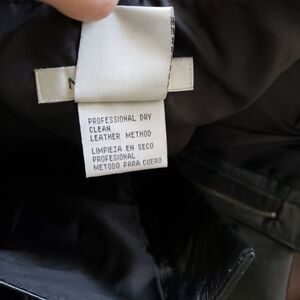 PROFESSIONAL DRY
CLEAN
LEATHER METHOD
LIMPIEZA EN SECO
PROFESIONAL
METODO PARA CUERO